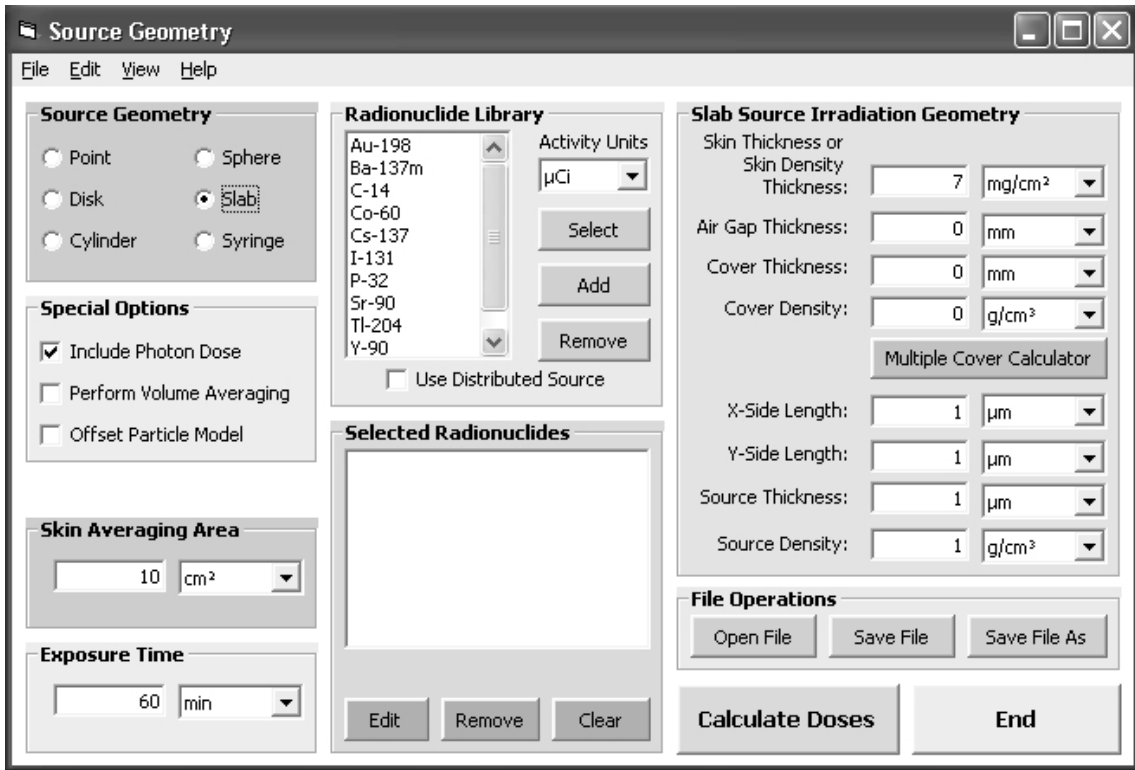 Source Geometry
File Edit View Help
Source Geometry
Point Sphere
Disk Slab
Cylinder Syringe
Special Options
Include Photon Dose
Perform Volume Averaging
Offset Particle Model
Skin Averaging Area
10 cm²
Exposure Time
60 min
Radionuclide Library
Au-198
Ba-137m
C-14
Co-60
Cs-137
I-131
P-32
Sr-90
Tl-204
Y-90
Activity Units
µCi
Select
Add
Remove
Use Distributed Source
Selected Radionuclides
Edit Remove Clear
Slab Source Irradiation Geometry
Skin Thickness or
Skin Density
Thickness: 7 mg/cm²
Air Gap Thickness: 0 mm
Cover Thickness: 0 mm
Cover Density: 0 g/cm³
Multiple Cover Calculator
X-Side Length: 1 µm
Y-Side Length: 1 µm
Source Thickness: 1 µm
Source Density: 1 g/cm³
File Operations
Open File Save File Save File As
Calculate Doses End